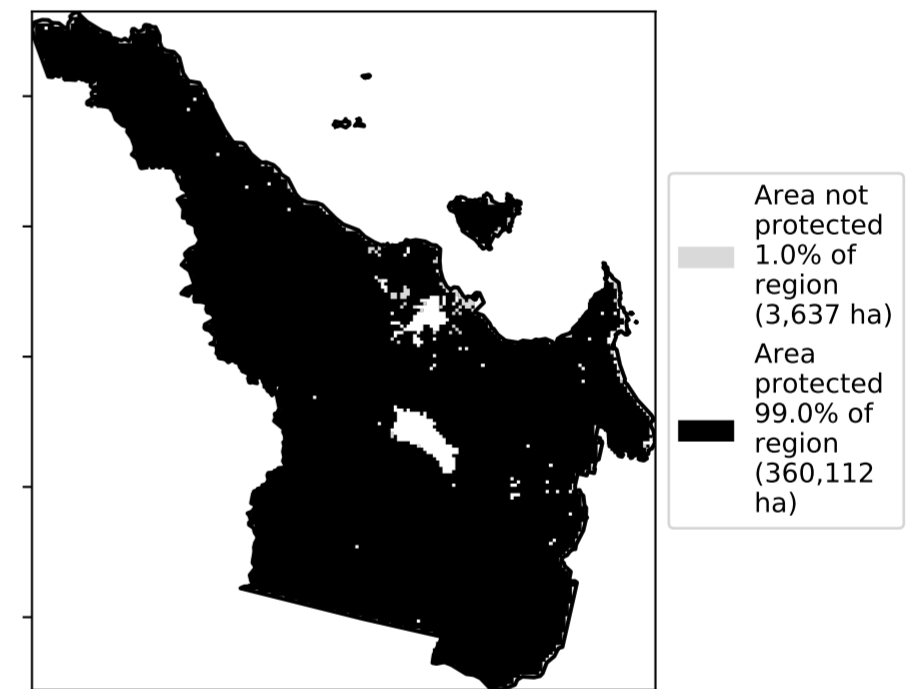 Area not
protected
1.0% of
region
(3,637 ha)
Area
protected
99.0% of
region
(360,112
ha)